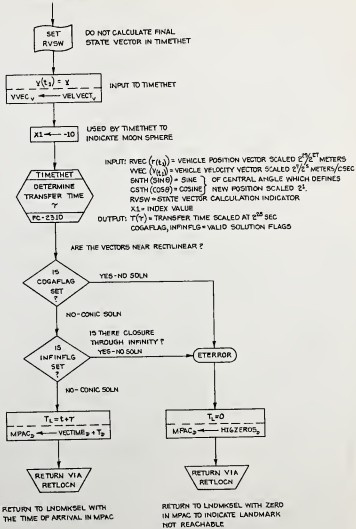 SET
RVSW
DO NOT CALCULATE FINAL
STATE VECTOR IN TIMETHET
VVECᵥ ← VELVECTᵥ
INPUT TO TIMETHET
X1 ← -10
USED BY TIMETHET TO
INDICATE MOON SPHERE
TIMETHET
DETERMINE
TRANSFER TIME
τ
FC-2310
INPUT: RVEC (r(t₂)) = VEHICLE POSITION VECTOR SCALED 2²⁹/2²⁷ METERS
VVEC = VEHICLE VELOCITY VECTOR SCALED 2⁷/2⁵ METERS/CSEC
SNTH (SINθ) = SINE
CSTH (COSθ) = COSINE
} OF CENTRAL ANGLE WHICH DEFINES
NEW POSITION SCALED 2¹.
RVSW = STATE VECTOR CALCULATION INDICATOR
X1 = INDEX VALUE
OUTPUT: T(τ) = TRANSFER TIME SCALED AT 2²⁸ SEC
COGAFLAG, INFINFLG = VALID SOLUTION FLAGS
ARE THE VECTORS NEAR RECTILINEAR ?
IS
COGAFLAG
SET
?
YES-NO SOLN
NO-CONIC SOLN
IS THERE CLOSURE
THROUGH INFINITY ?
YES-NO SOLN
IS
INFINFLG
SET
?
ETERROR
NO-CONIC SOLN
T_L = t+τ
MPAC_D ← VECTIME_D + T_D
T_L = 0
MPAC_D ← HIGZEROS_D
RETURN VIA
RETLOCN
RETURN VIA
RETLOCN
RETURN TO LNDMKSEL WITH
THE TIME OF ARRIVAL IN MPAC
RETURN TO LNDMKSEL WITH ZERO
IN MPAC TO INDICATE LANDMARK
NOT REACHABLE